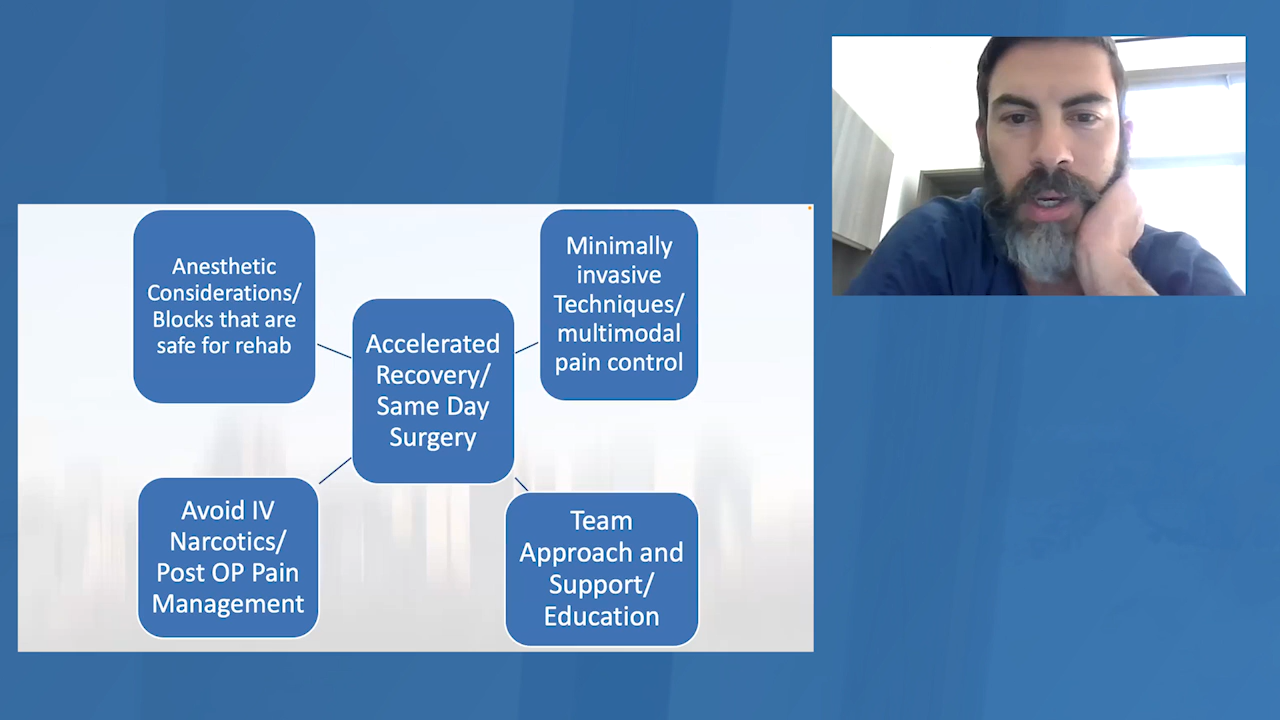 Anesthetic
Considerations/
Blocks that are
safe for rehab
Minimally
invasive
Techniques/
multimodal
pain control
Accelerated
Recovery/
Same Day
Surgery
Avoid IV
Narcotics/
Post OP Pain
Management
Team
Approach and
Support/
Education